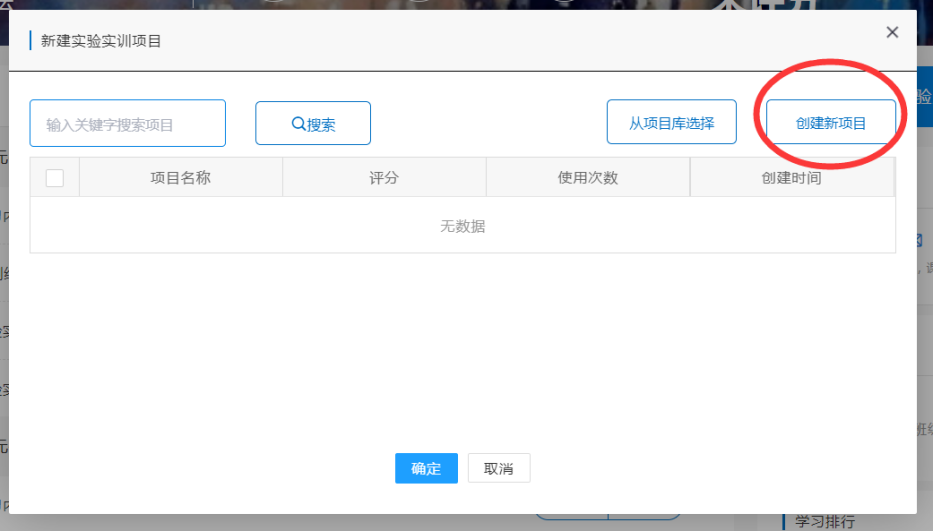 新建实验实训项目
输入关键字搜索项目
搜索
从项目库选择
创建新项目
项目名称 评分 使用次数 创建时间
无数据
确定 取消
学习排行